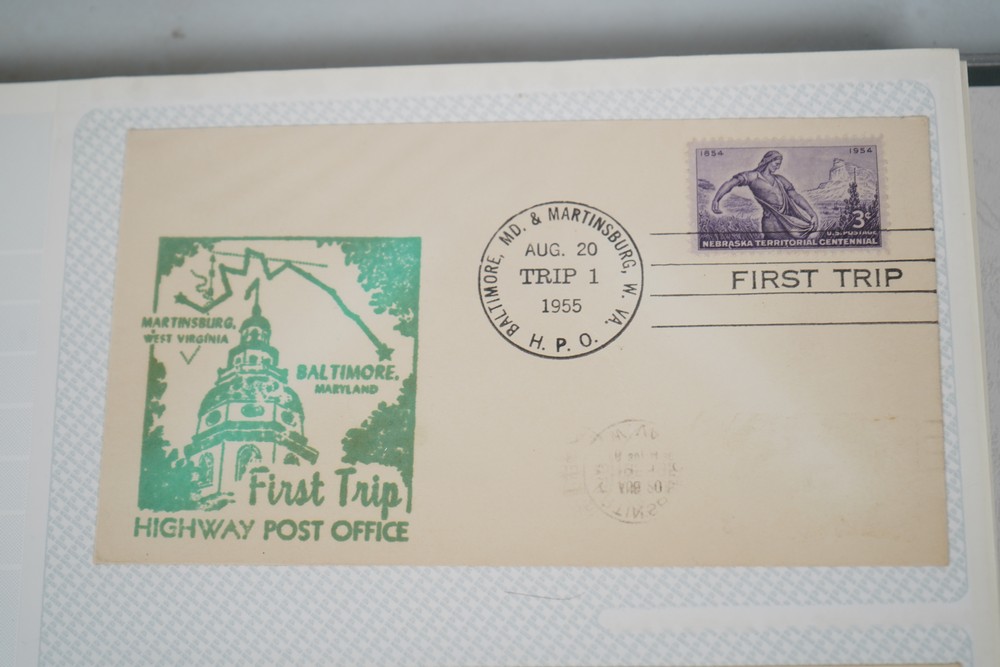 1854 1954
3¢
U.S. POSTAGE
NEBRASKA TERRITORIAL CENTENNIAL
BALTIMORE, MD. & MARTINSBURG, W. VA.
AUG. 20
TRIP 1
1955
H. P. O.
FIRST TRIP
MARTINSBURG,
WEST VIRGINIA
BALTIMORE,
MARYLAND
First Trip
HIGHWAY POST OFFICE